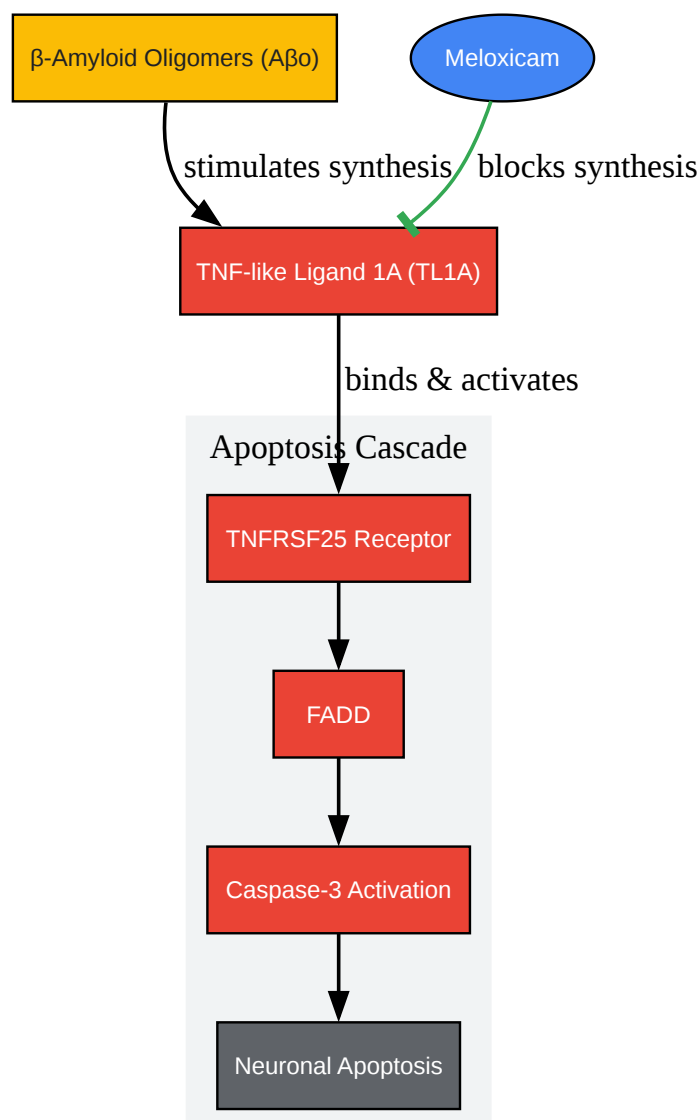 β-Amyloid Oligomers (Aβo)
Meloxicam
stimulates synthesis
blocks synthesis
TNF-like Ligand 1A (TL1A)
binds & activates
Apoptosis Cascade
TNFRSF25 Receptor
FADD
Caspase-3 Activation
Neuronal Apoptosis